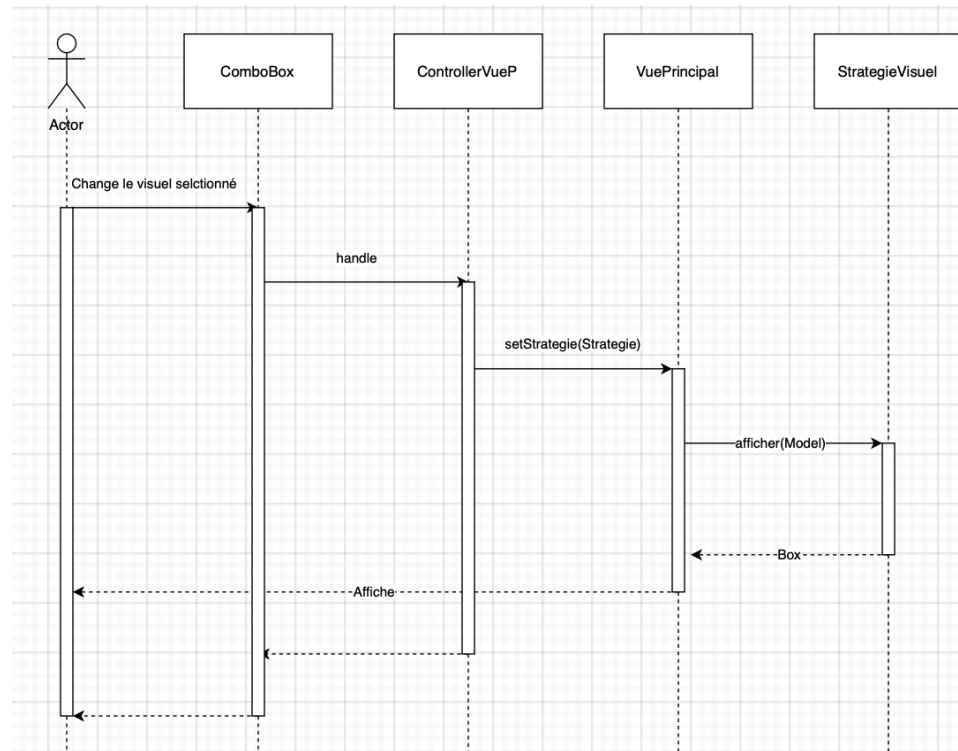 ComboBox
ControllerVueP
VuePrincipal
StrategieVisuel
Actor
Change le visuel selctionné
handle
setStrategie(Strategie)
afficher(Model)
Box
Affiche